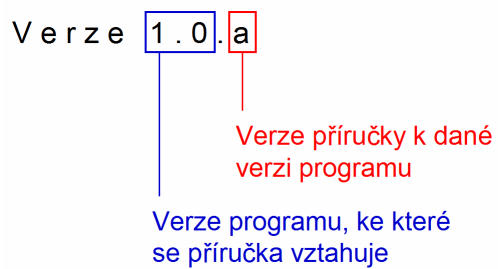 Verze 1.0.a
Verze příručky k dané
verzi programu
Verze programu, ke které
se příručka vztahuje